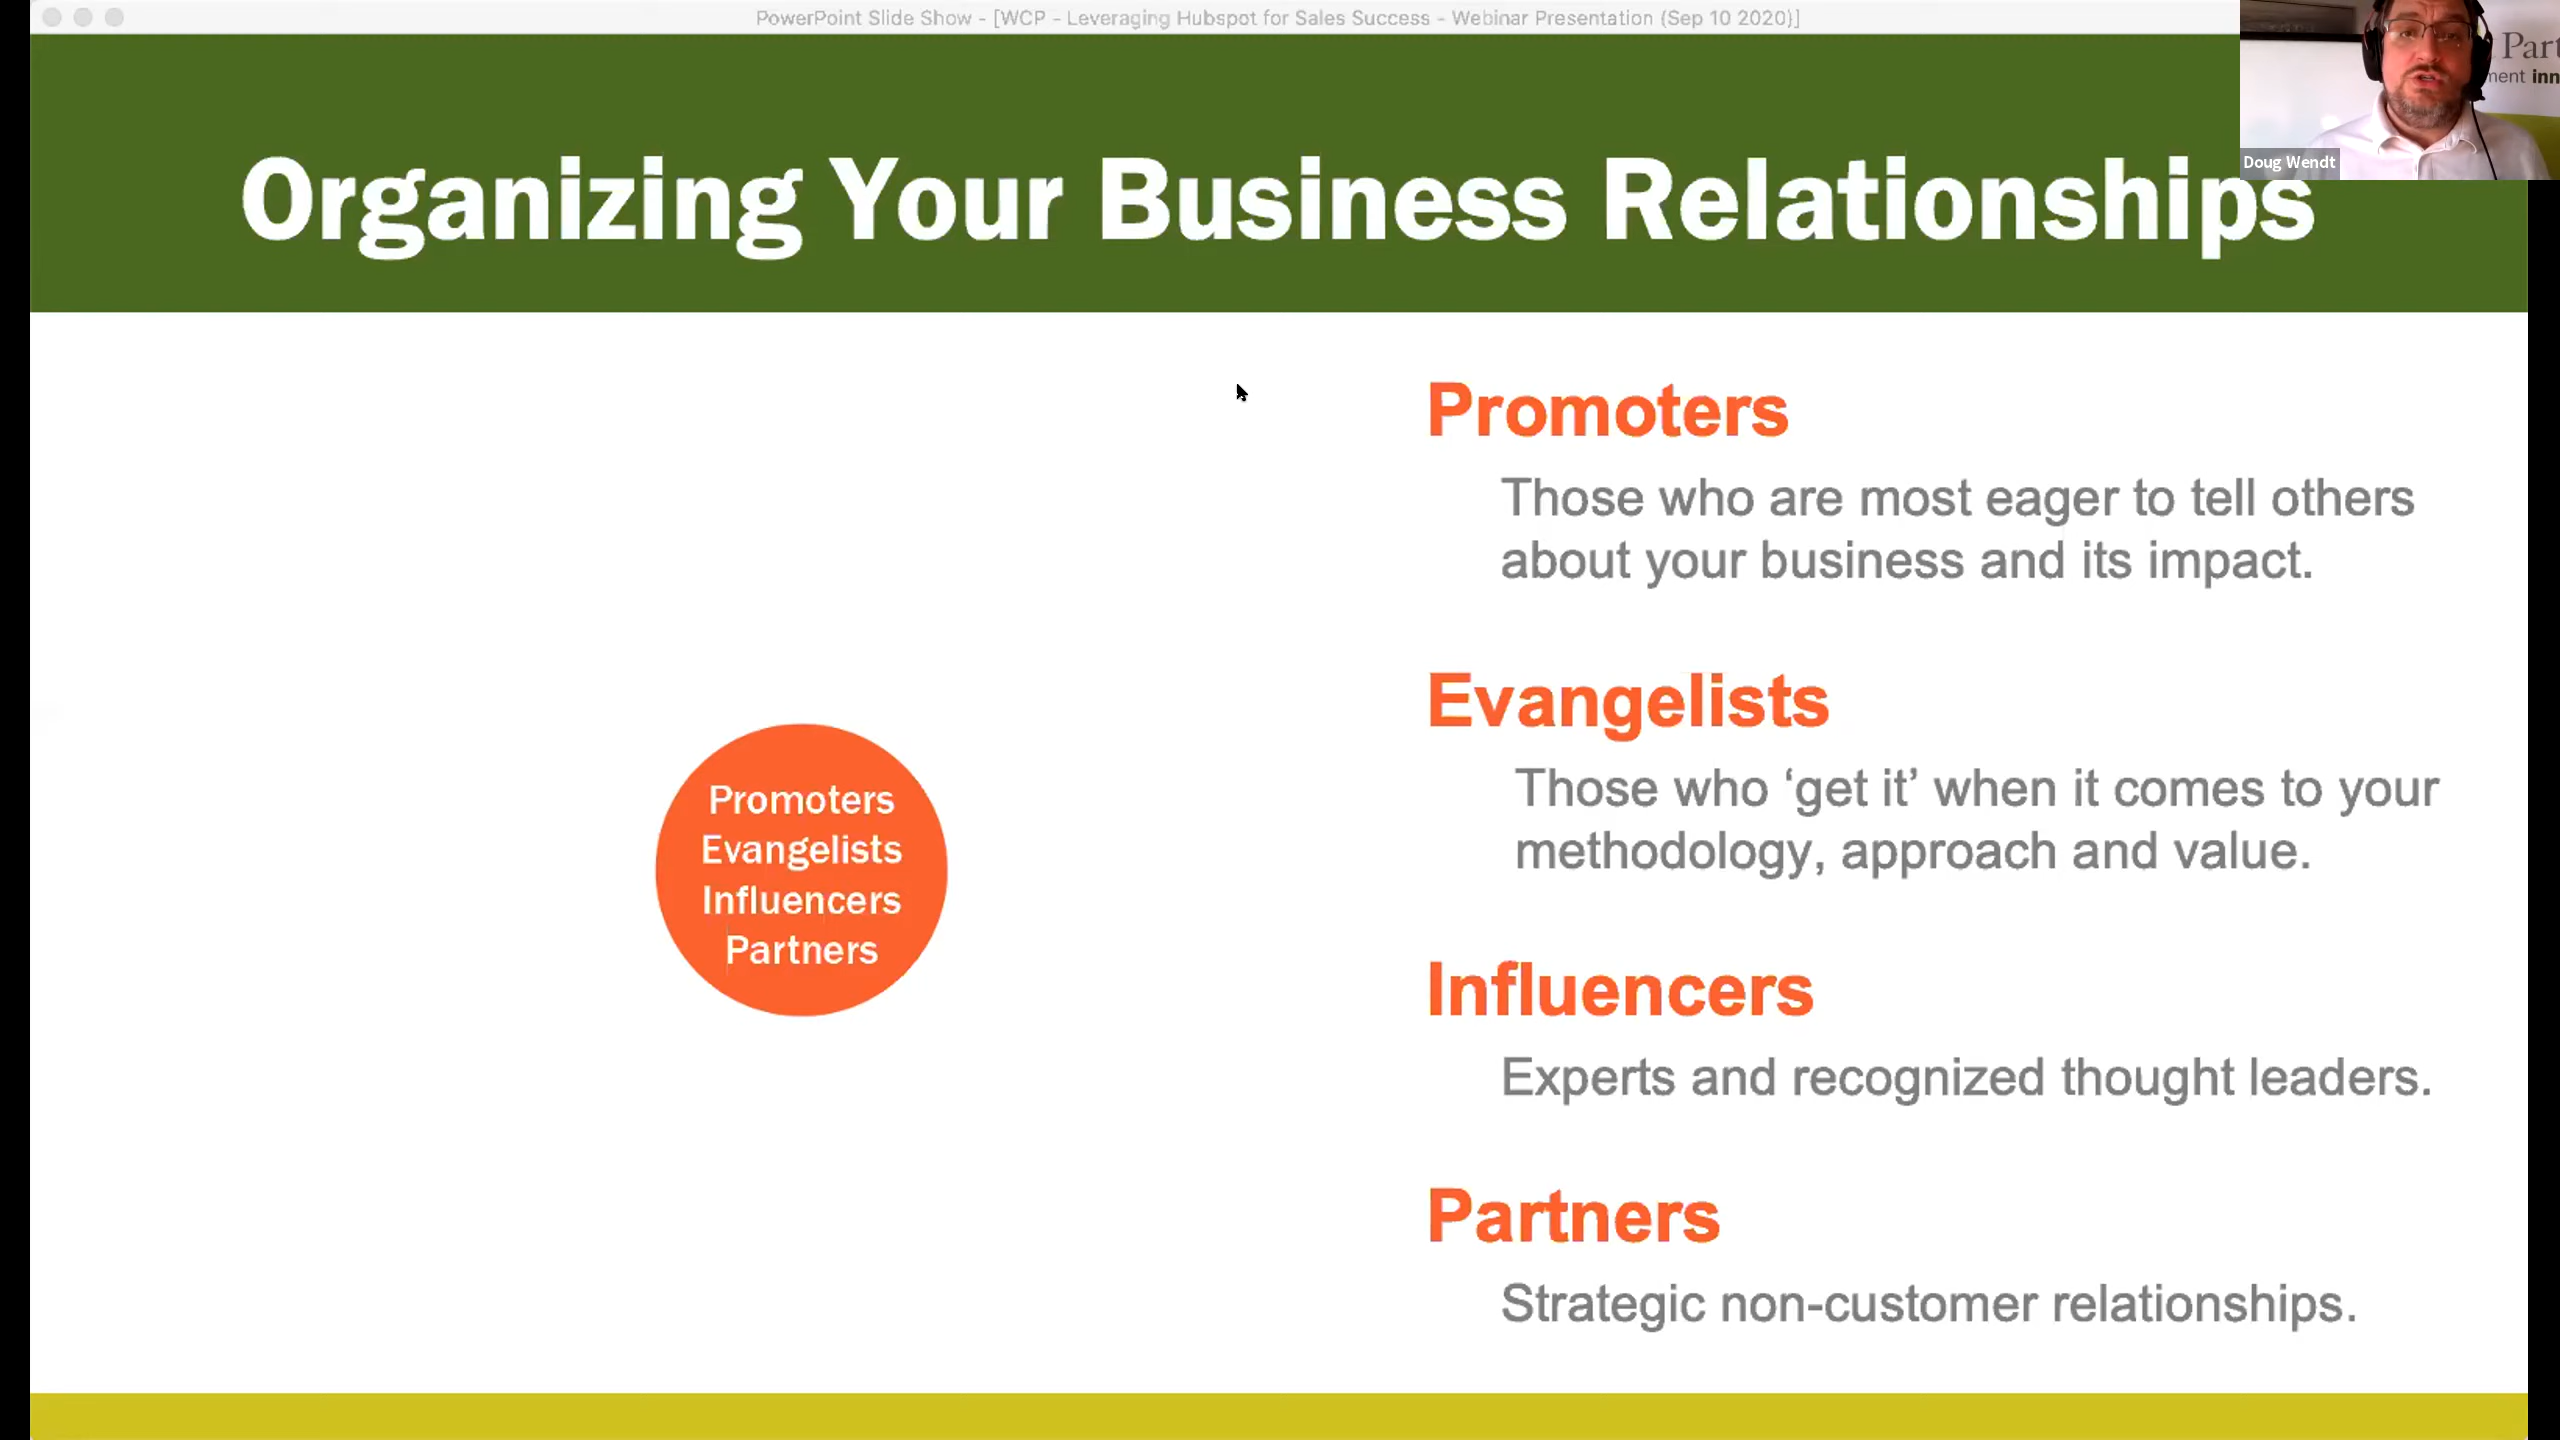 PowerPoint Slide Show - [WCP - Leveraging Hubspot for Sales Success - Webinar Presentation (Sep 10 2020)]
Doug Wendt
Organizing Your Business Relationships
Promoters
Those who are most eager to tell others
about your business and its impact.
Evangelists
Those who ‘get it’ when it comes to your
methodology, approach and value.
Influencers
Experts and recognized thought leaders.
Partners
Strategic non-customer relationships.
Promoters
Evangelists
Influencers
Partners